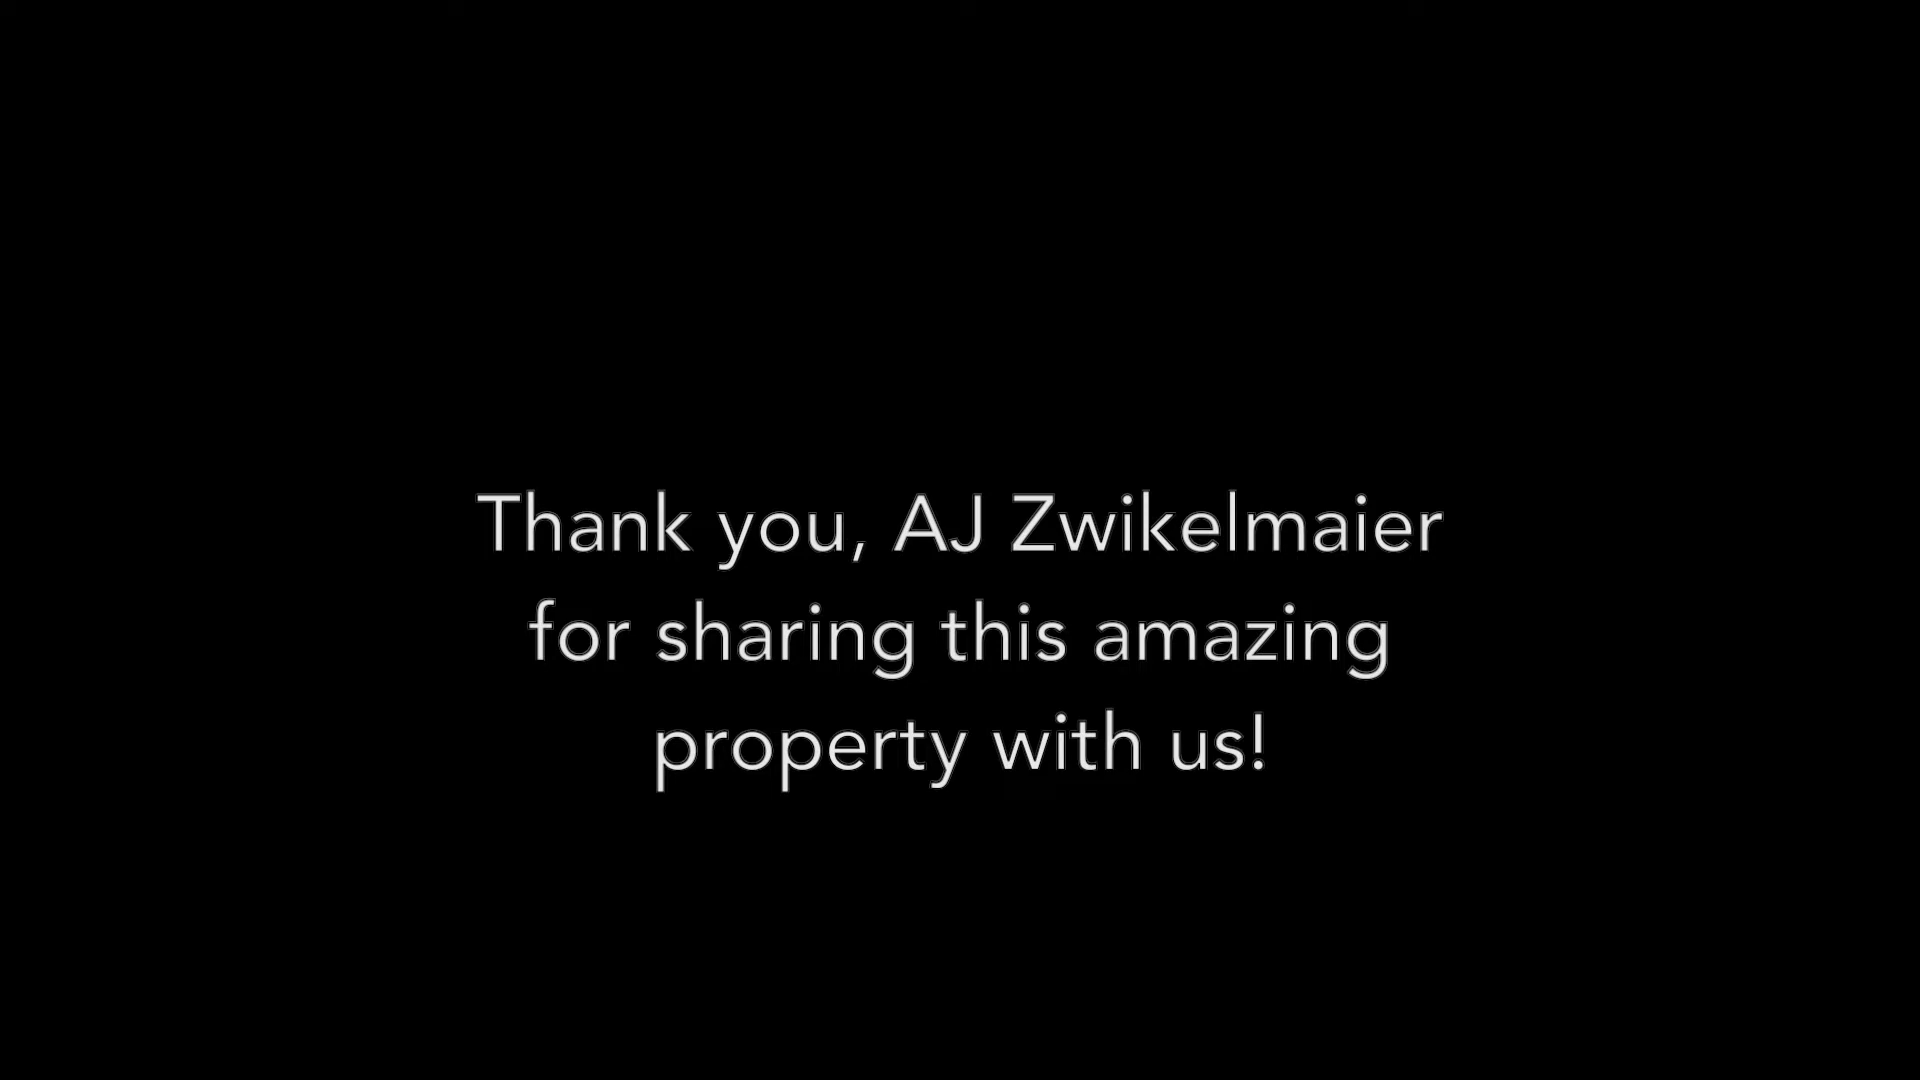 Thank you, AJ Zwikelmaier
for sharing this amazing
property with us!